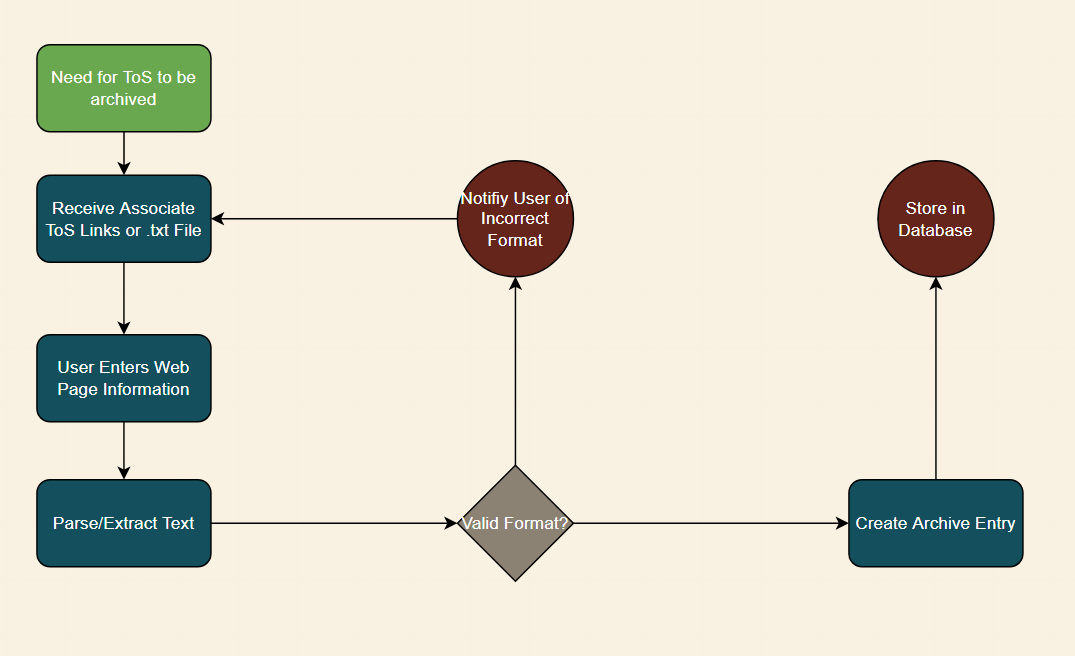 Need for ToS to be
archived
Receive Associate
ToS Links or .txt File
User Enters Web
Page Information
Parse/Extract Text
Notifiy User of
Incorrect
Format
Valid Format?
Store in
Database
Create Archive Entry